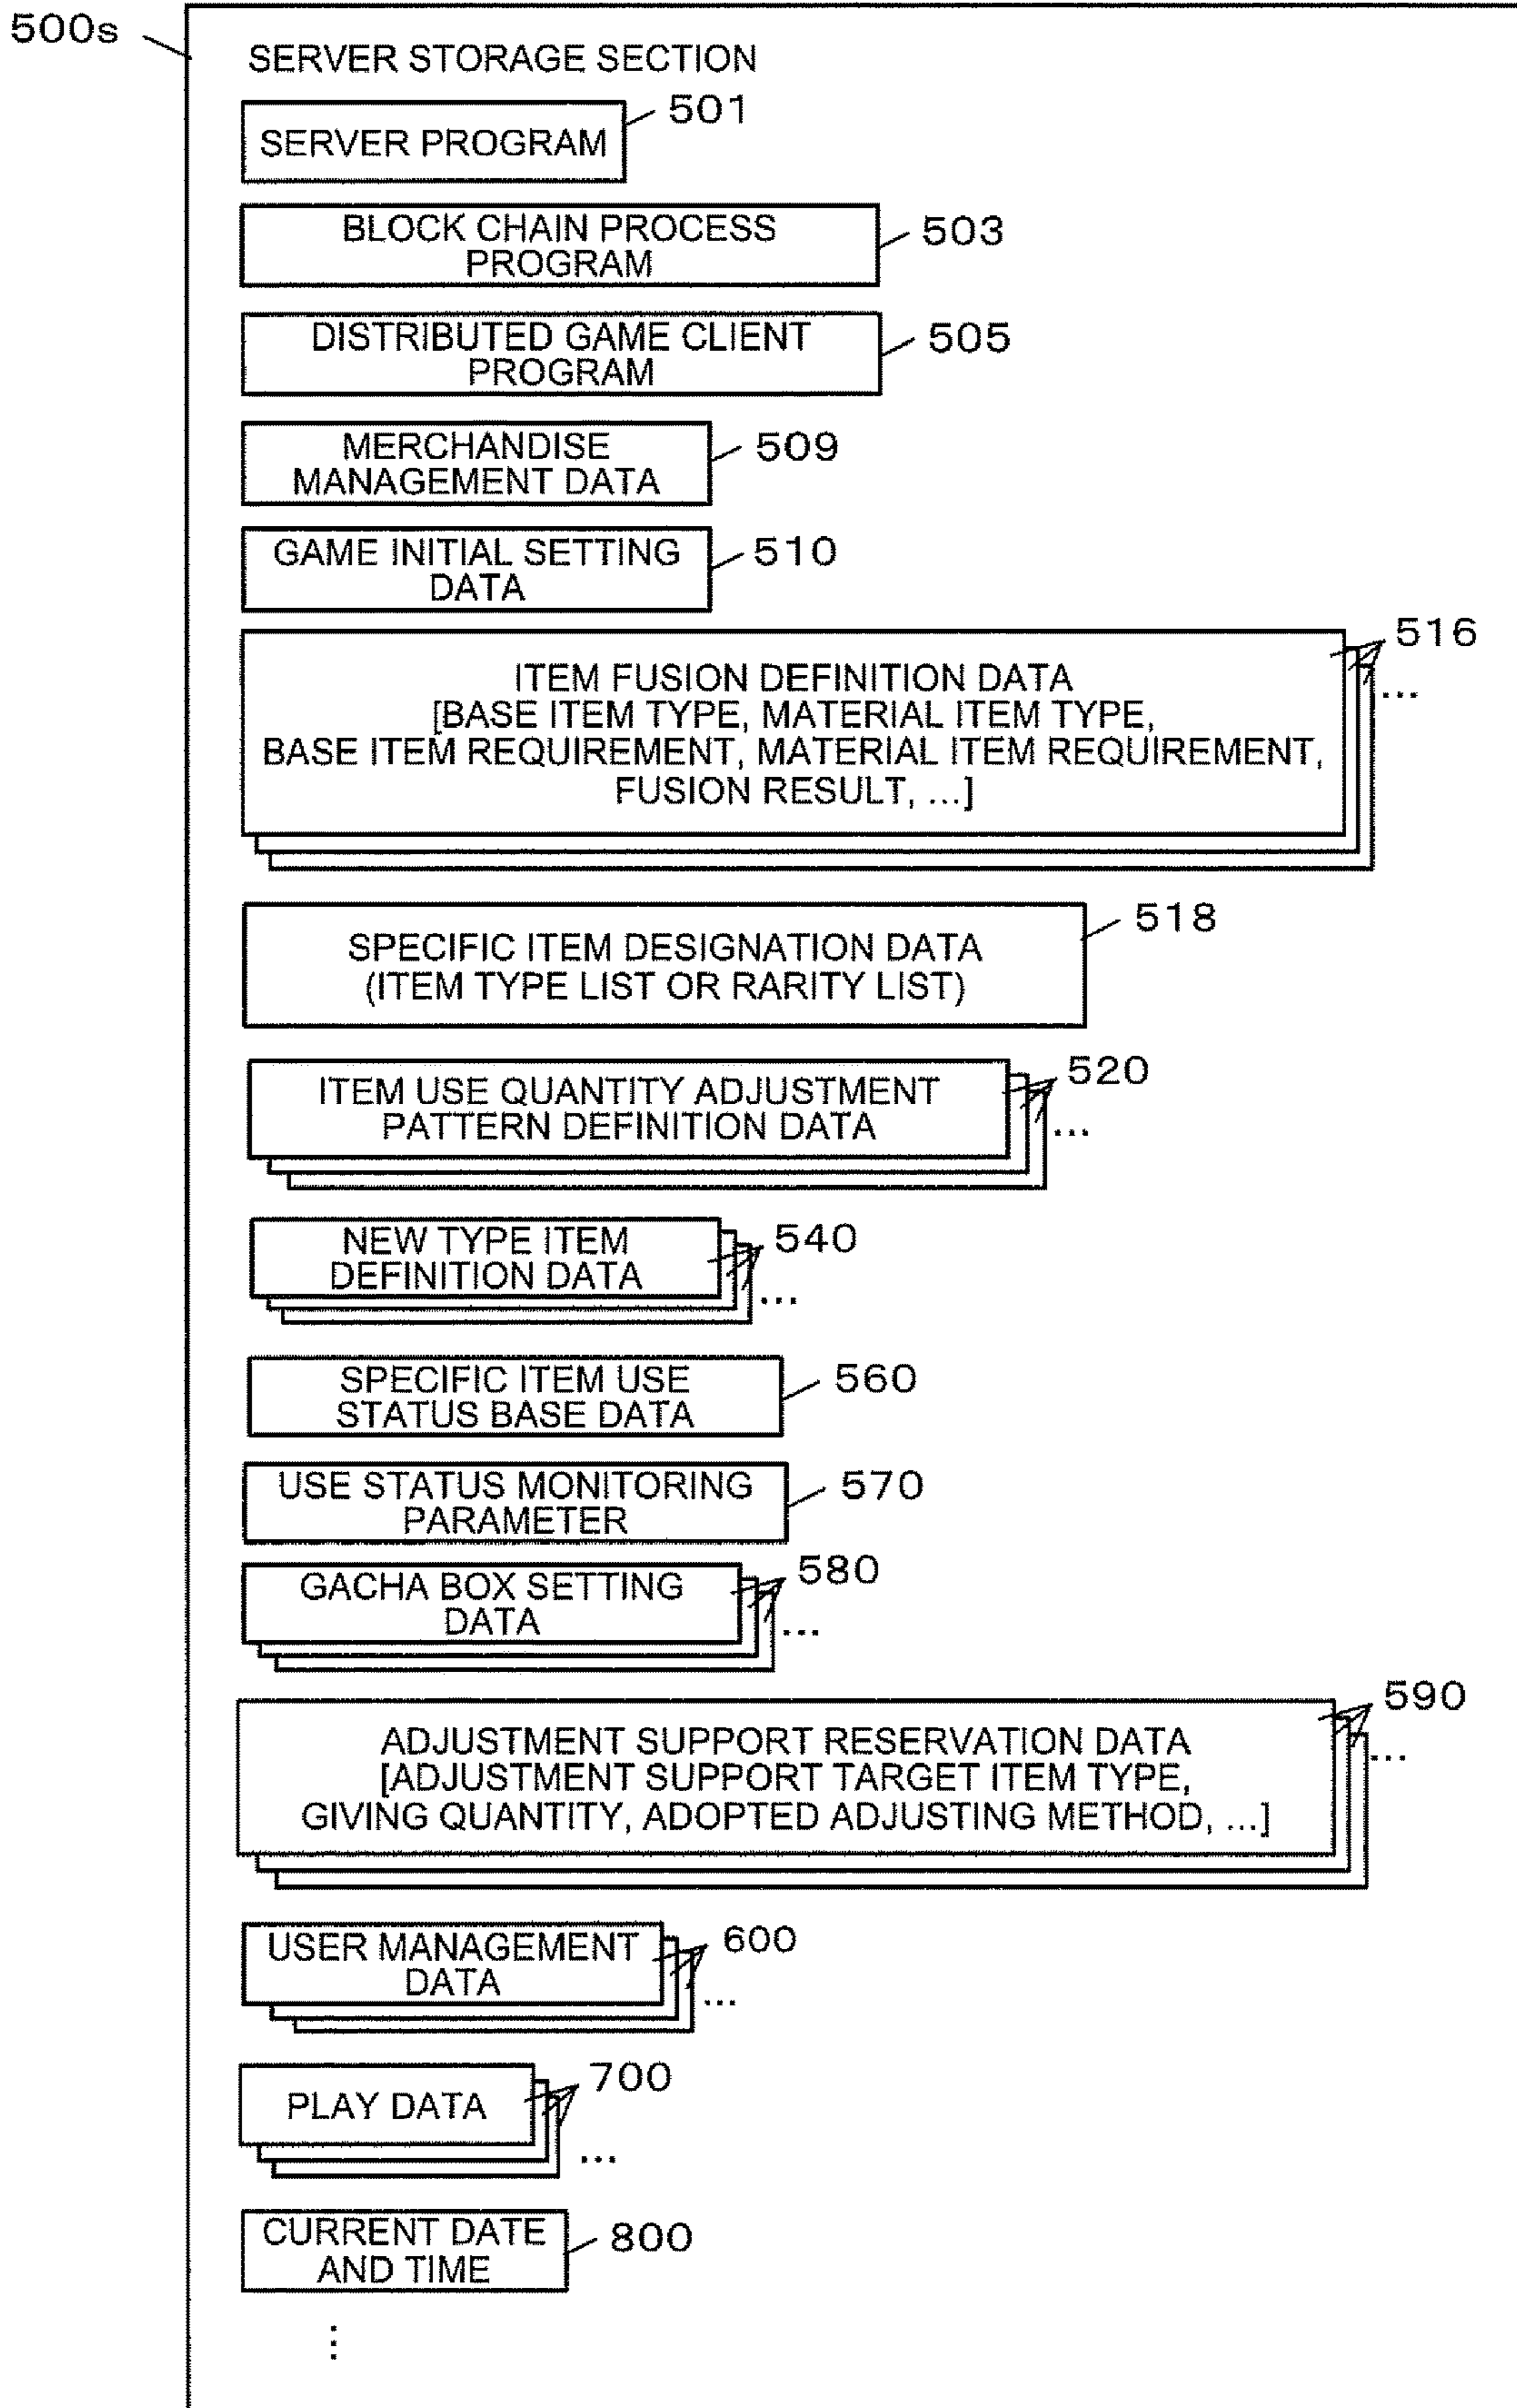 500s
SERVER STORAGE SECTION
501
SERVER PROGRAM
BLOCK CHAIN PROCESS
PROGRAM
503
DISTRIBUTED GAME CLIENT
PROGRAM
505
MERCHANDISE
MANAGEMENT DATA
509
GAME INITIAL SETTING
DATA
510
516
ITEM FUSION DEFINITION DATA
[BASE ITEM TYPE, MATERIAL ITEM TYPE,
BASE ITEM REQUIREMENT, MATERIAL ITEM REQUIREMENT,
FUSION RESULT, ...]
...
518
SPECIFIC ITEM DESIGNATION DATA
(ITEM TYPE LIST OR RARITY LIST)
520
ITEM USE QUANTITY ADJUSTMENT
PATTERN DEFINITION DATA
...
NEW TYPE ITEM
DEFINITION DATA
540
...
SPECIFIC ITEM USE
STATUS BASE DATA
560
USE STATUS MONITORING
PARAMETER
570
580
GACHA BOX SETTING
DATA
...
590
ADJUSTMENT SUPPORT RESERVATION DATA
[ADJUSTMENT SUPPORT TARGET ITEM TYPE,
GIVING QUANTITY, ADOPTED ADJUSTING METHOD, ...]
...
USER MANAGEMENT
DATA
600
...
700
PLAY DATA
...
CURRENT DATE
AND TIME
800
⋮